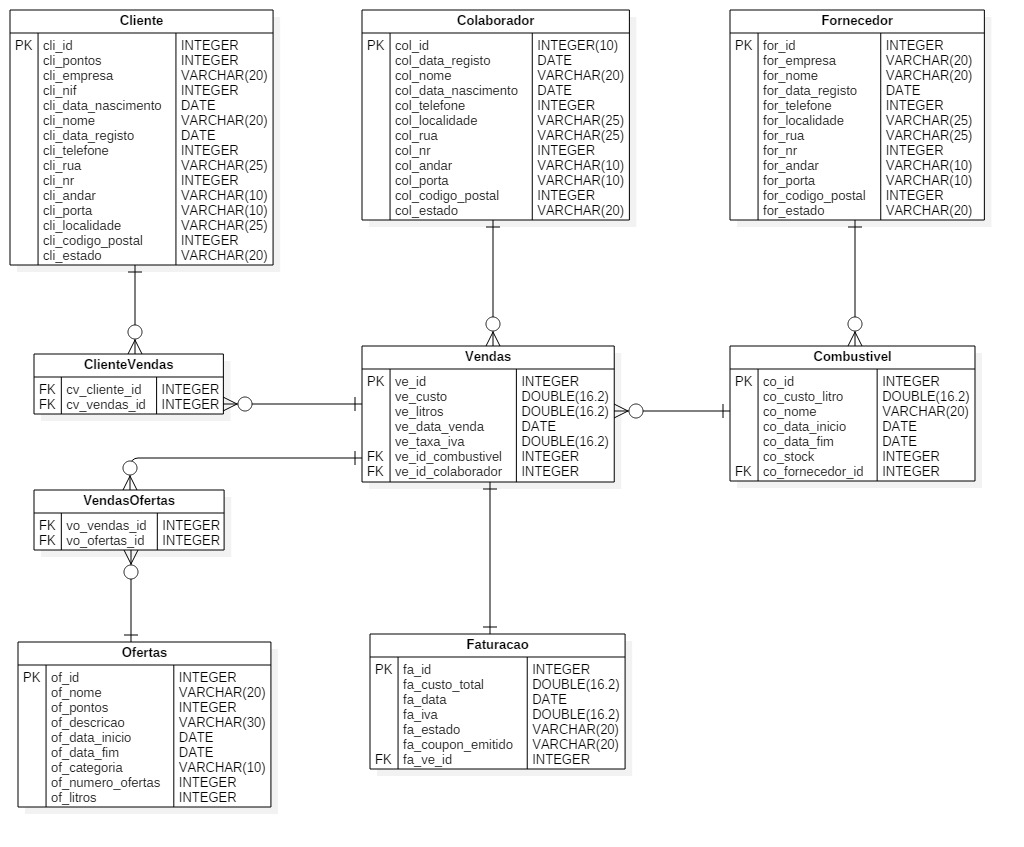 Cliente
PK cli_id INTEGER
cli_pontos INTEGER
cli_empresa VARCHAR(20)
cli_nif INTEGER
cli_data_nascimento DATE
cli_nome VARCHAR(20)
cli_data_registo DATE
cli_telefone INTEGER
cli_rua VARCHAR(25)
cli_nr INTEGER
cli_andar VARCHAR(10)
cli_porta VARCHAR(10)
cli_localidade VARCHAR(25)
cli_codigo_postal INTEGER
cli_estado VARCHAR(20)
Colaborador
PK col_id INTEGER(10)
col_data_registo DATE
col_nome VARCHAR(20)
col_data_nascimento DATE
col_telefone INTEGER
col_localidade VARCHAR(25)
col_rua VARCHAR(25)
col_nr INTEGER
col_andar VARCHAR(10)
col_porta VARCHAR(10)
col_codigo_postal INTEGER
col_estado VARCHAR(20)
Fornecedor
PK for_id INTEGER
for_empresa VARCHAR(20)
for_nome VARCHAR(20)
for_data_registo DATE
for_telefone INTEGER
for_localidade VARCHAR(25)
for_rua VARCHAR(25)
for_nr INTEGER
for_andar VARCHAR(10)
for_porta VARCHAR(10)
for_codigo_postal INTEGER
for_estado VARCHAR(20)
ClienteVendas
FK cv_cliente_id INTEGER
FK cv_vendas_id INTEGER
Vendas
PK ve_id INTEGER
ve_custo DOUBLE(16.2)
ve_litros DOUBLE(16.2)
ve_data_venda DATE
ve_taxa_iva DOUBLE(16.2)
FK ve_id_combustivel INTEGER
FK ve_id_colaborador INTEGER
Combustivel
PK co_id INTEGER
co_custo_litro DOUBLE(16.2)
co_nome VARCHAR(20)
co_data_inicio DATE
co_data_fim DATE
co_stock INTEGER
FK co_fornecedor_id INTEGER
VendasOfertas
FK vo_vendas_id INTEGER
FK vo_ofertas_id INTEGER
Ofertas
PK of_id INTEGER
of_nome VARCHAR(20)
of_pontos INTEGER
of_descricao VARCHAR(30)
of_data_inicio DATE
of_data_fim DATE
of_categoria VARCHAR(10)
of_numero_ofertas INTEGER
of_litros INTEGER
Faturacao
PK fa_id INTEGER
fa_custo_total DOUBLE(16.2)
fa_data DATE
fa_iva DOUBLE(16.2)
fa_estado VARCHAR(20)
fa_coupon_emitido VARCHAR(20)
FK fa_ve_id INTEGER